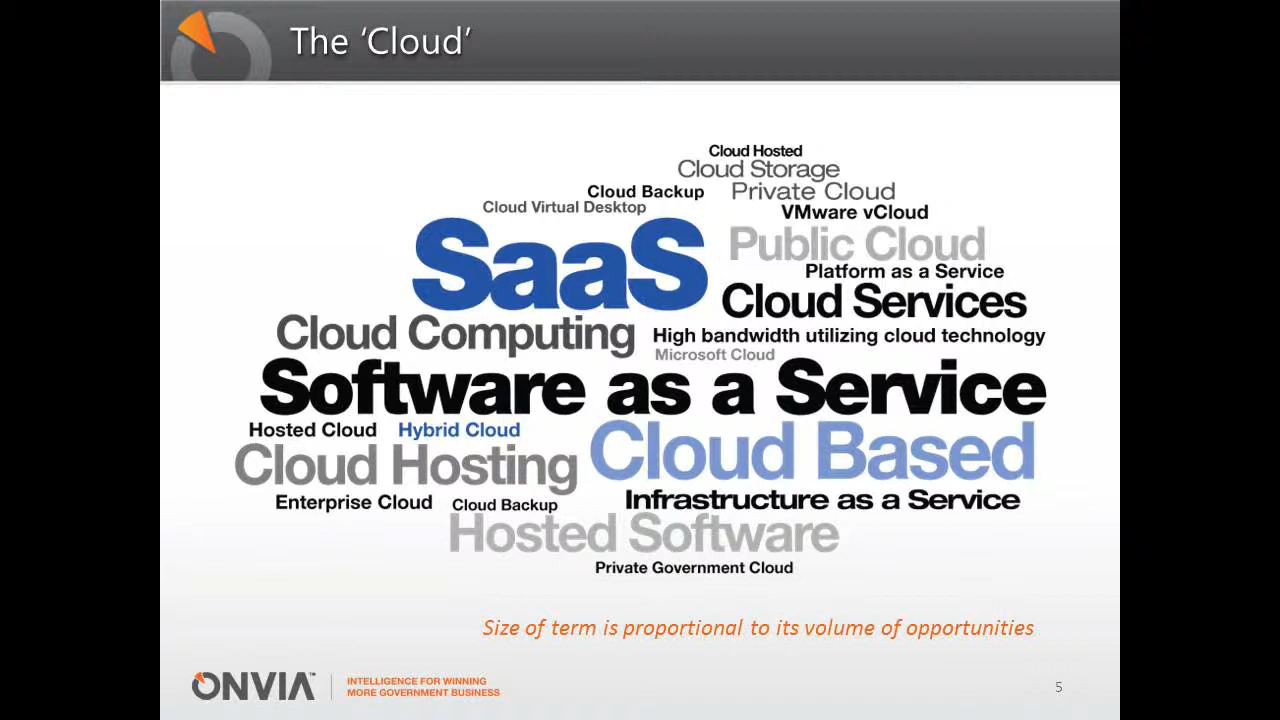 The ‘Cloud’
Cloud Hosted
Cloud Storage
Cloud Backup
Private Cloud
Cloud Virtual Desktop
VMware vCloud
SaaS
Public Cloud
Platform as a Service
Cloud Services
Cloud Computing
High bandwidth utilizing cloud technology
Microsoft Cloud
Software as a Service
Hosted Cloud
Hybrid Cloud
Cloud Based
Cloud Hosting
Enterprise Cloud
Cloud Backup
Infrastructure as a Service
Hosted Software
Private Government Cloud
Size of term is proportional to its volume of opportunities
ONVIA™
INTELLIGENCE FOR WINNING
MORE GOVERNMENT BUSINESS
5